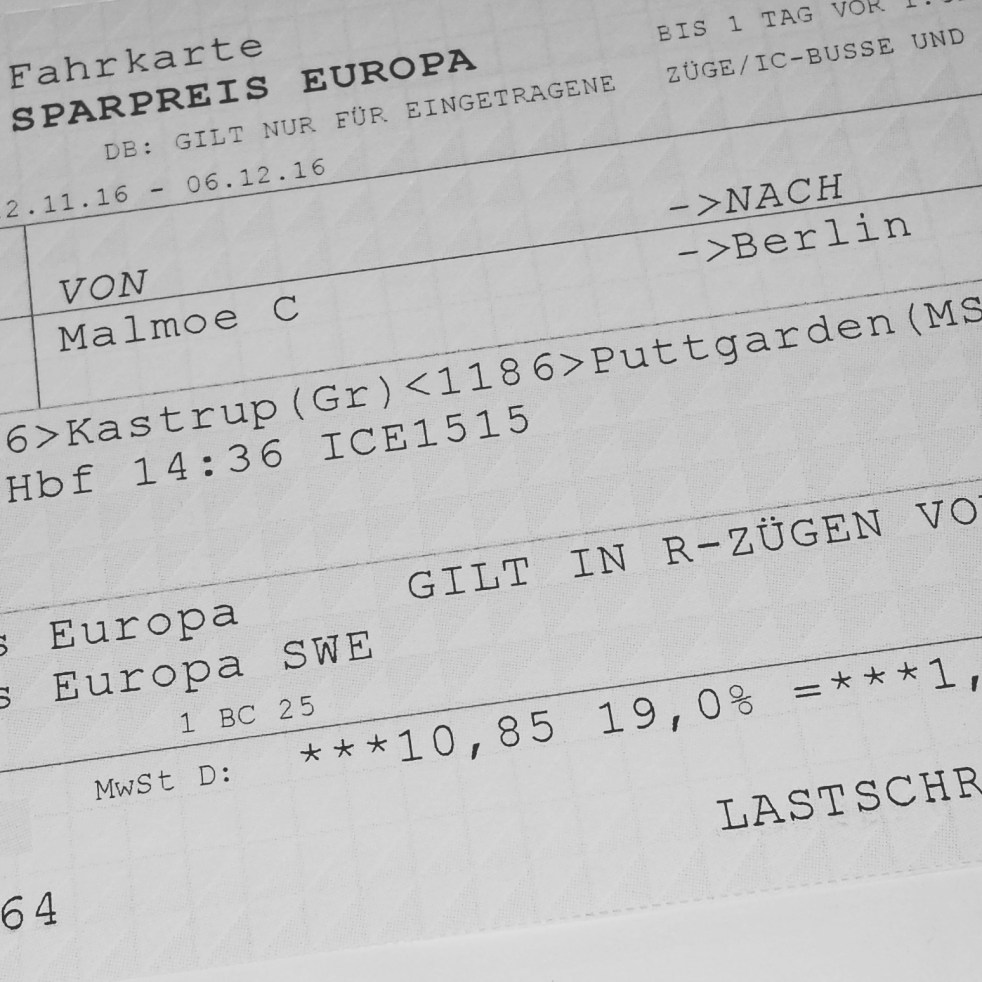 Fahrkarte
SPARPREIS EUROPA
BIS 1 TAG VOR 1.
DB: GILT NUR FÜR EINGETRAGENE ZÜGE/IC-BUSSE UND
2.11.16 - 06.12.16
VON ->NACH
Malmoe C ->Berlin
6>Kastrup(Gr)<1186>Puttgarden(MS
Hbf 14:36 ICE1515
GILT IN R-ZÜGEN VO
s Europa
s Europa SWE
1 BC 25
MwSt D: ***10,85 19,0% =***1,
LASTSCHR
64